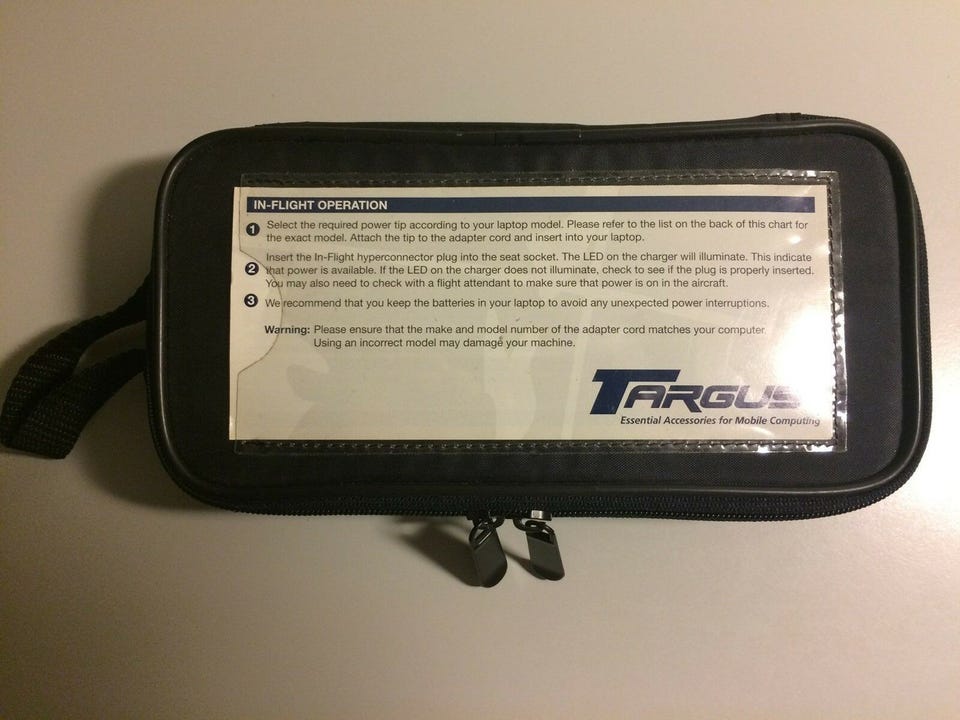 IN-FLIGHT OPERATION
1 Select the required power tip according to your laptop model. Please refer to the list on the back of this chart for
the exact model. Attach the tip to the adapter cord and insert into your laptop.
Insert the In-Flight hyperconnector plug into the seat socket. The LED on the charger will illuminate. This indicate
2 that power is available. If the LED on the charger does not illuminate, check to see if the plug is properly inserted.
You may also need to check with a flight attendant to make sure that power is on in the aircraft.
3 We recommend that you keep the batteries in your laptop to avoid any unexpected power interruptions.
Warning: Please ensure that the make and model number of the adapter cord matches your computer.
Using an incorrect model may damage your machine.
TARGUS
Essential Accessories for Mobile Computing